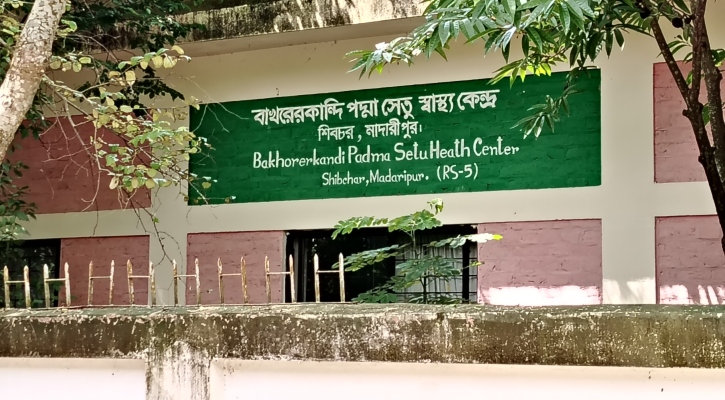 বাখরেরকান্দি পদ্মা সেতু স্বাস্থ্য কেন্দ্র
শিবচর, মাদারীপুর।
Bakhorerkandi Padma Setu Heath Center
Shibchar, Madaripur. (RS-5)